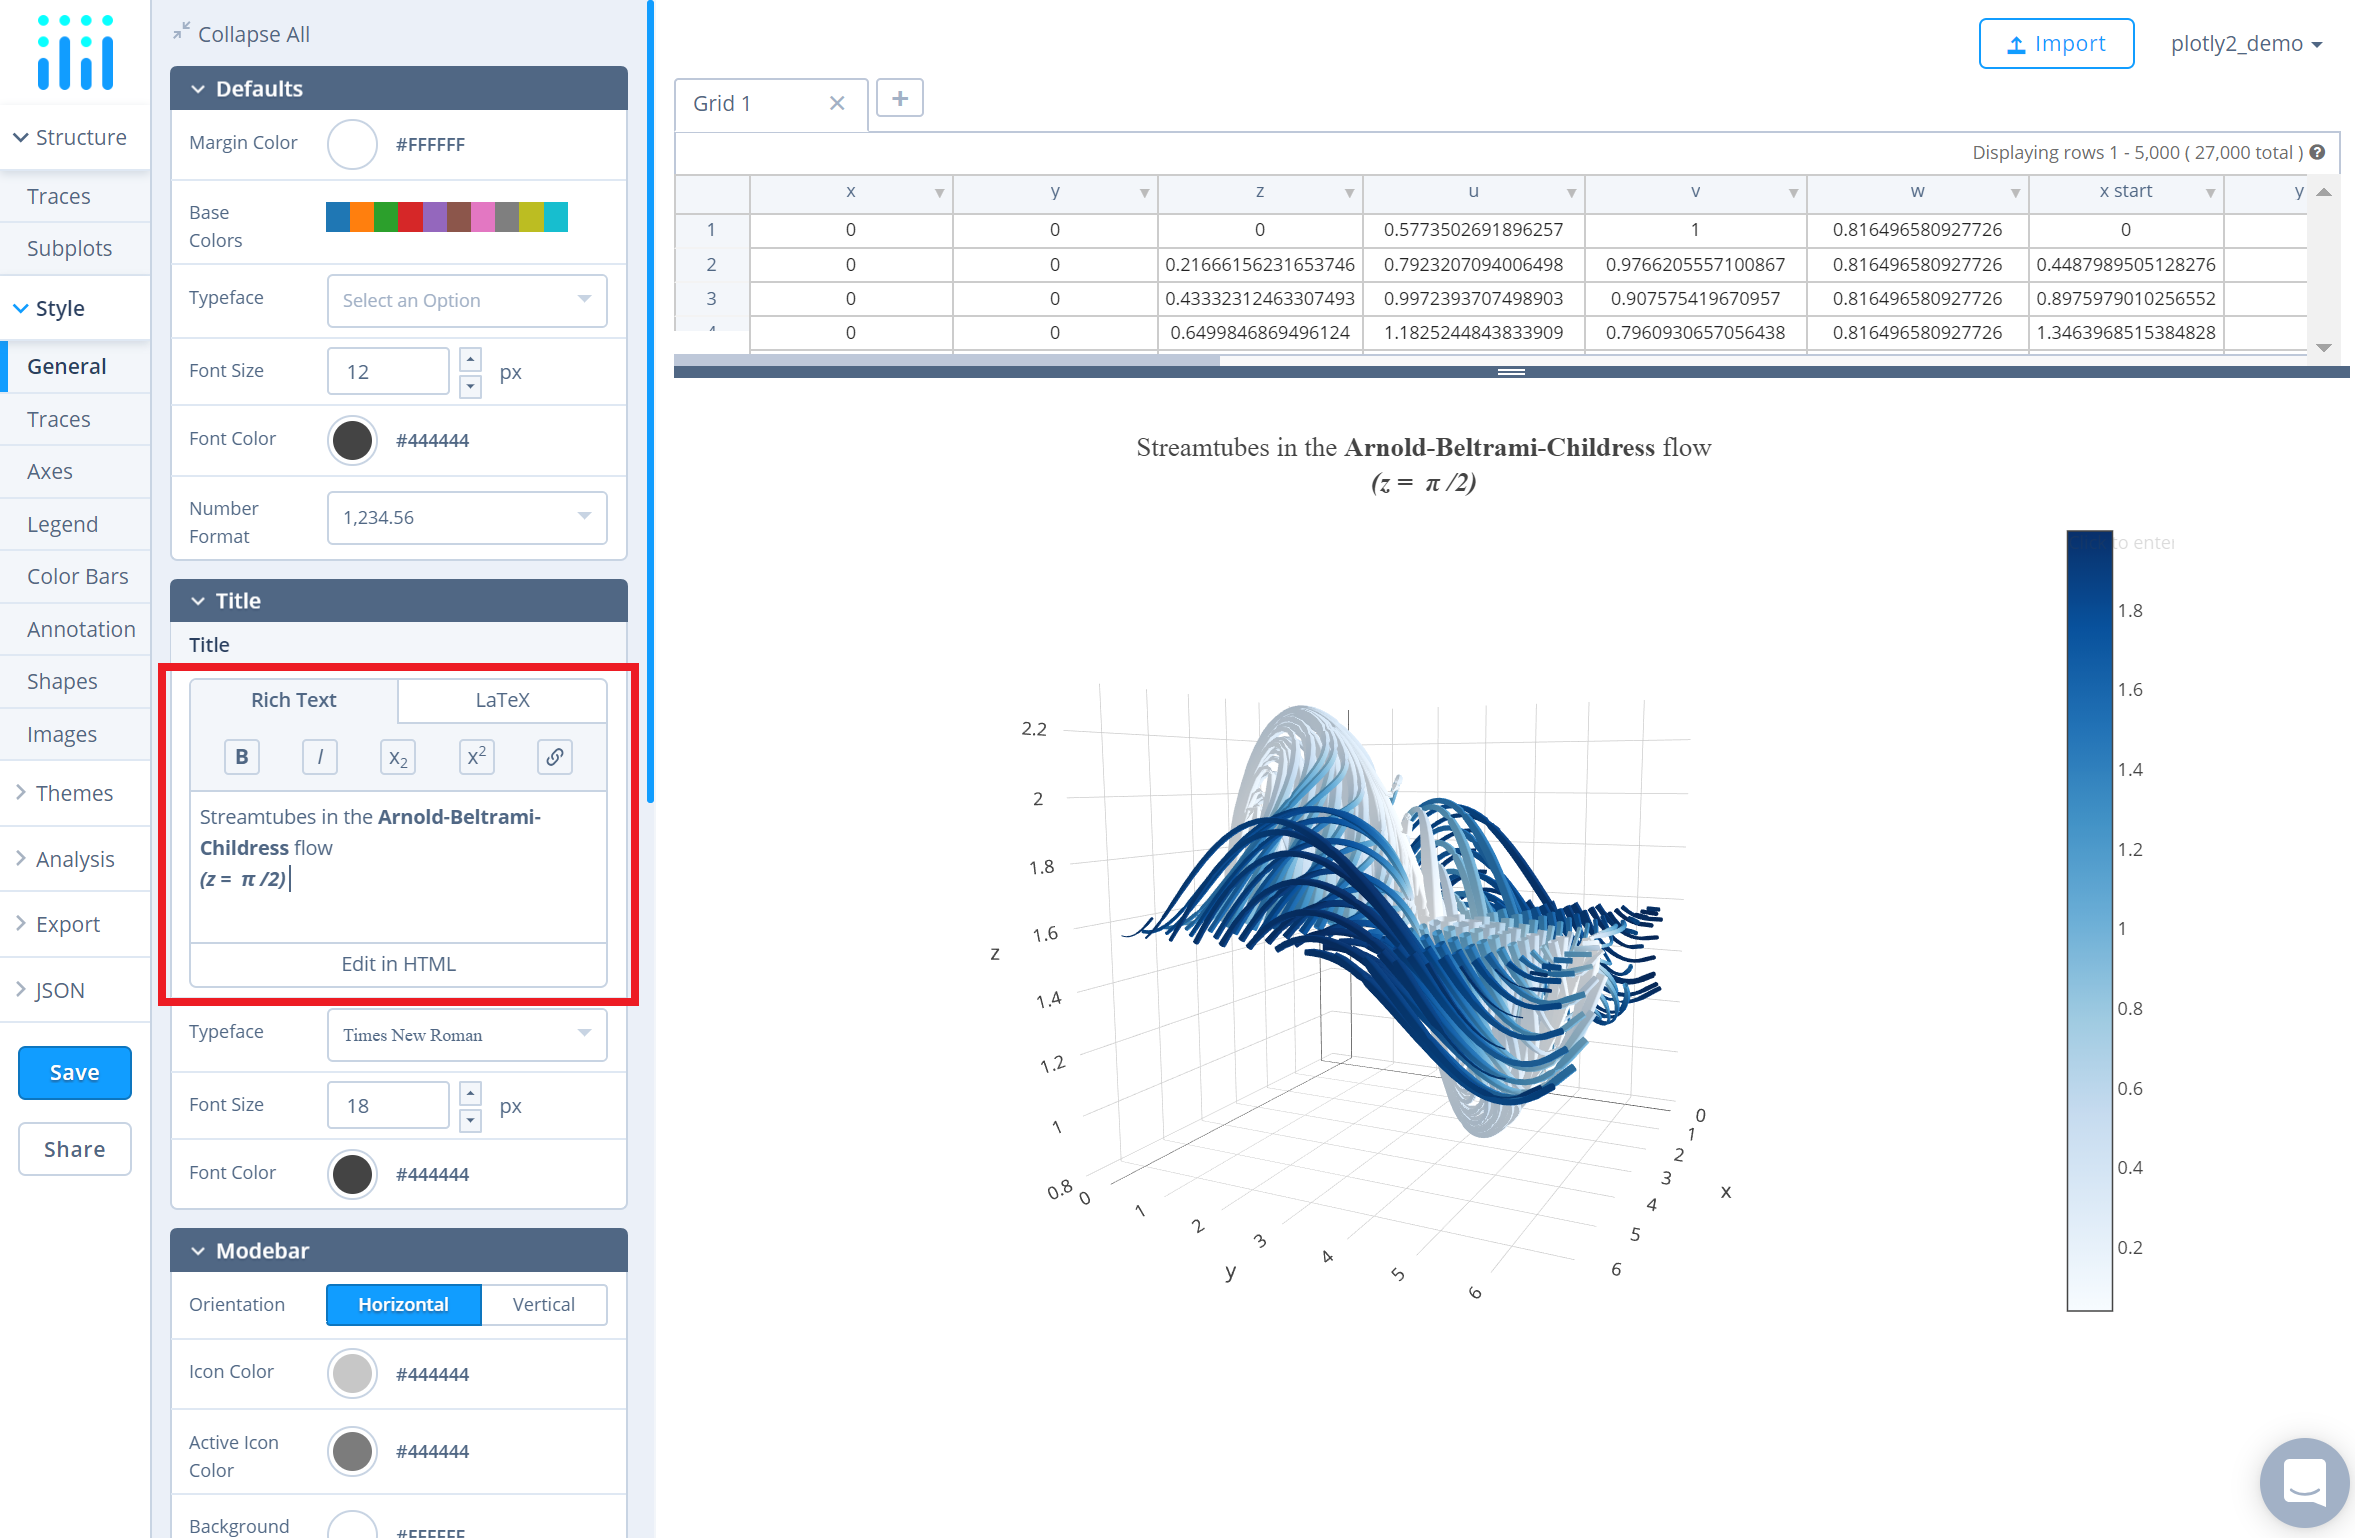 Collapse All
Defaults
Margin Color #FFFFFF
Base
Colors
Typeface Select an Option
Font Size 12 px
Font Color #444444
Number
Format
1,234.56
Title
Title
Rich Text LaTeX
B I x₂ x²
Streamtubes in the Arnold-Beltrami-
Childress flow
(z = π /2)
Edit in HTML
Typeface Times New Roman
Font Size 18 px
Font Color #444444
Modebar
Orientation Horizontal Vertical
Icon Color #444444
Active Icon
Color
#444444
Background #FFFFFF
Structure
Traces
Subplots
Style
General
Traces
Axes
Legend
Color Bars
Annotation
Shapes
Images
Themes
Analysis
Export
JSON
Save
Share
Import plotly2_demo
Grid 1 +
Displaying rows 1 - 5,000 ( 27,000 total ) ?
x y z u v w x start y
1 0 0 0 0.5773502691896257 1 0.816496580927726 0
2 0 0 0.21666156231653746 0.7923207094006498 0.9766205557100867 0.816496580927726 0.4487989505128276
3 0 0 0.43332312463307493 0.9972393707498903 0.907575419670957 0.816496580927726 0.8975979010256552
4 0 0 0.6499846869496124 1.1825244843833909 0.7960930657056438 0.816496580927726 1.3463968515384828
Streamtubes in the Arnold-Beltrami-Childress flow
(z = π /2)
to enter
1.8
1.6
1.4
1.2
1
0.8
0.6
0.4
0.2
2.2
2
1.8
1.6
1.4
1.2
1
0.8
z
0
1
2
3
4
5
6
y
0
1
2
3
4
5
6
x